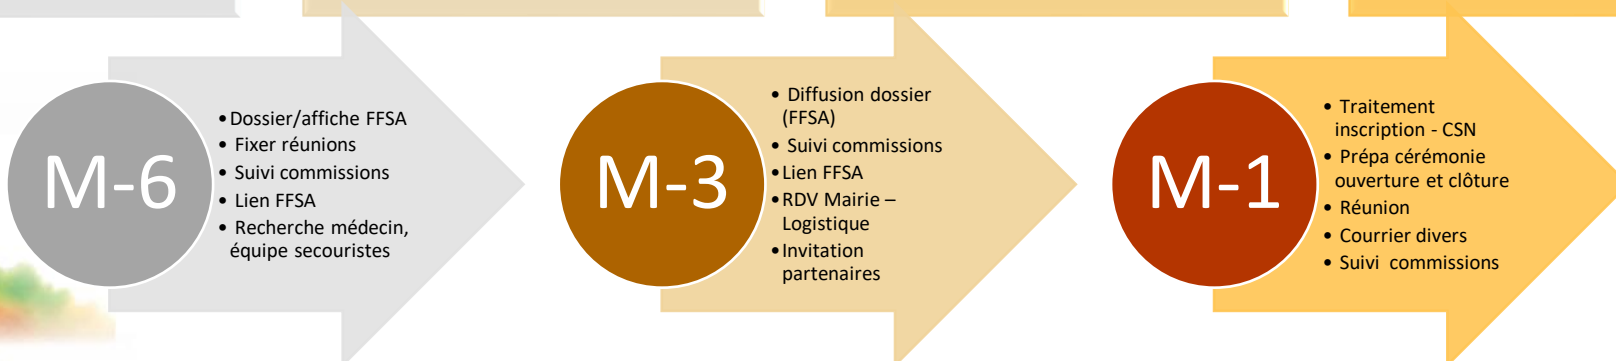 M-6
• Dossier/affiche FFSA
• Fixer réunions
• Suivi commissions
• Lien FFSA
• Recherche médecin,
équipe secouristes
M-3
• Diffusion dossier
(FFSA)
• Suivi commissions
• Lien FFSA
• RDV Mairie –
Logistique
• Invitation
partenaires
M-1
• Traitement
inscription - CSN
• Prépa cérémonie
ouverture et clôture
• Réunion
• Courrier divers
• Suivi commissions